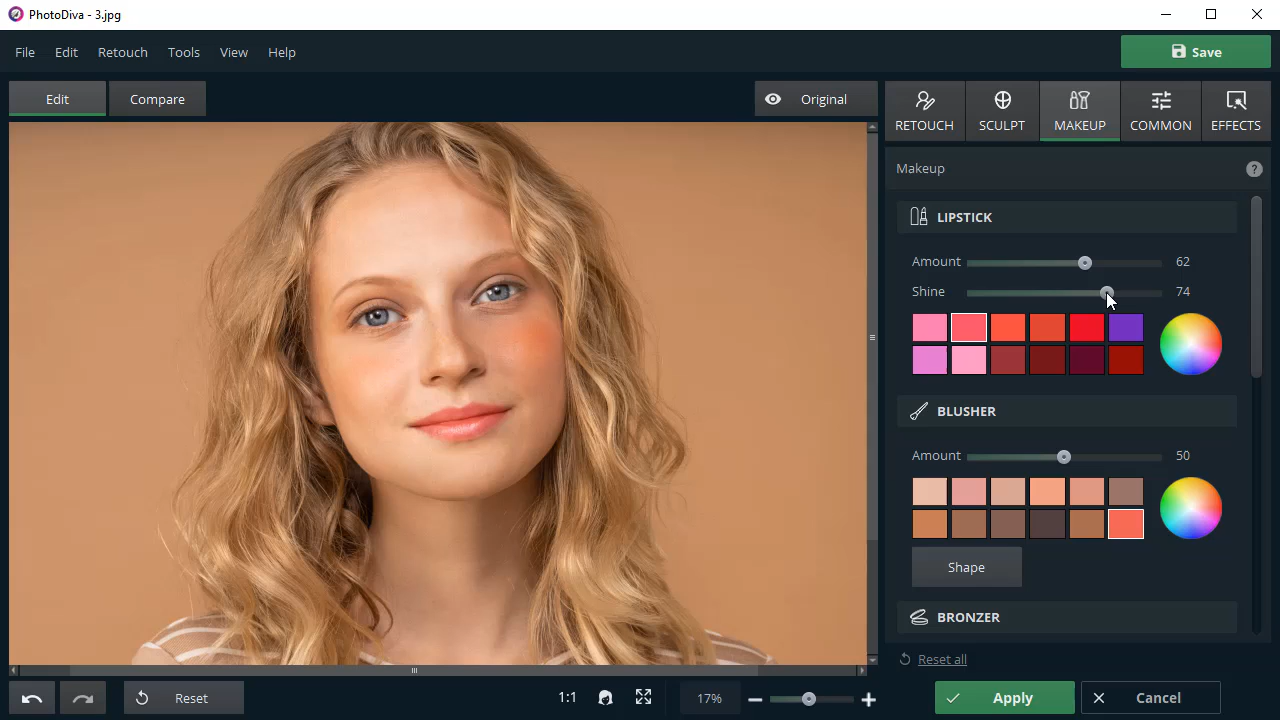 PhotoDiva - 3.jpg
File Edit Retouch Tools View Help
Save
Edit Compare Original
RETOUCH SCULPT MAKEUP COMMON EFFECTS
Makeup ?
LIPSTICK
Amount 62
Shine 74
BLUSHER
Amount 50
Shape
BRONZER
Reset all
Reset 1:1 17% Apply Cancel